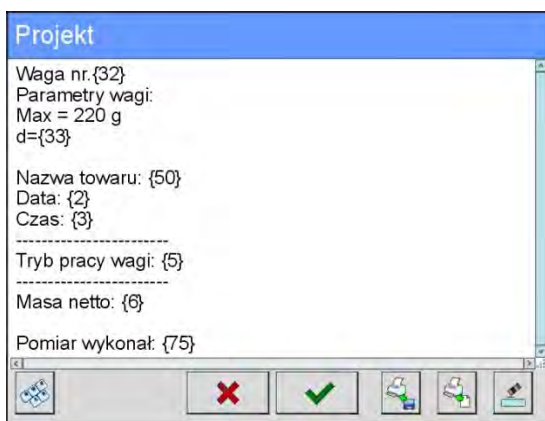 Projekt
Waga nr.{32}
Parametry wagi:
Max = 220 g
d={33}
Nazwa towaru: {50}
Data: {2}
Czas: {3}
-----------------------
Tryb pracy wagi: {5}
-----------------------
Masa netto: {6}
Pomiar wykonał: {75}